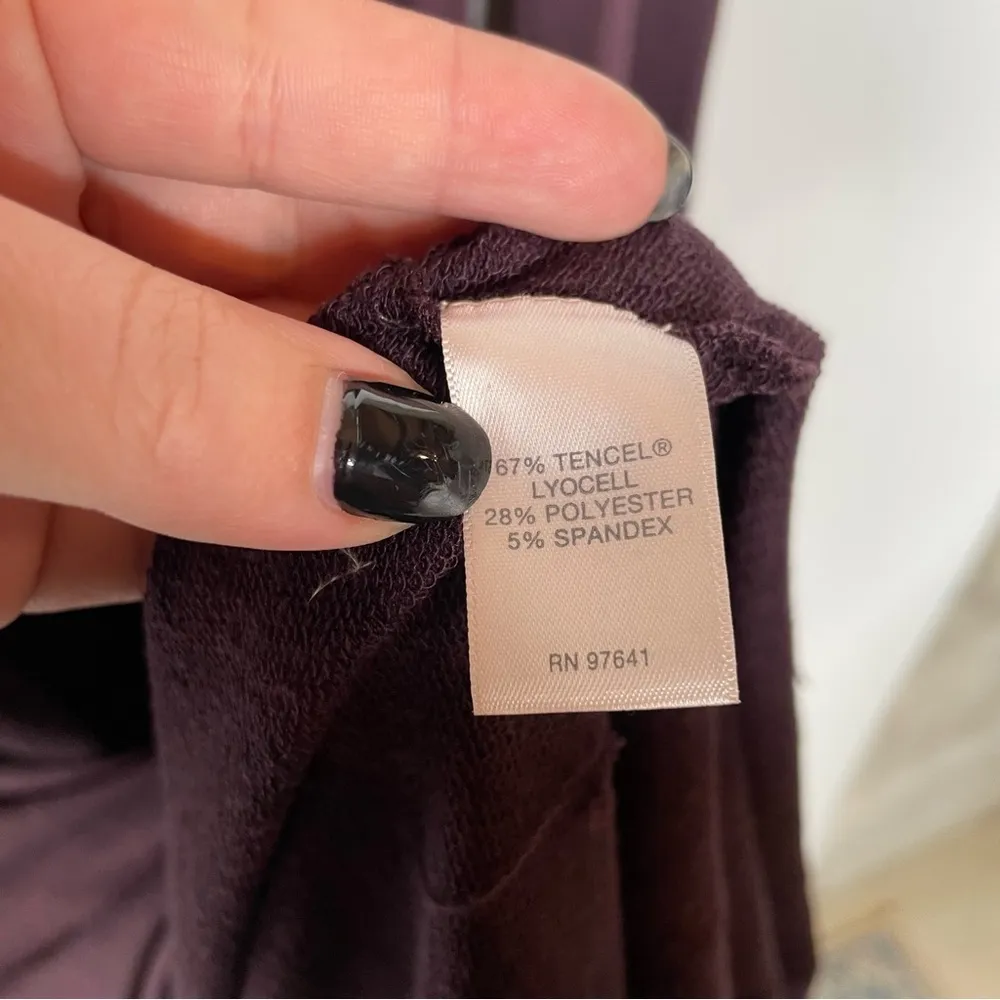 67% TENCEL®
LYOCELL
28% POLYESTER
5% SPANDEX
RN 97641